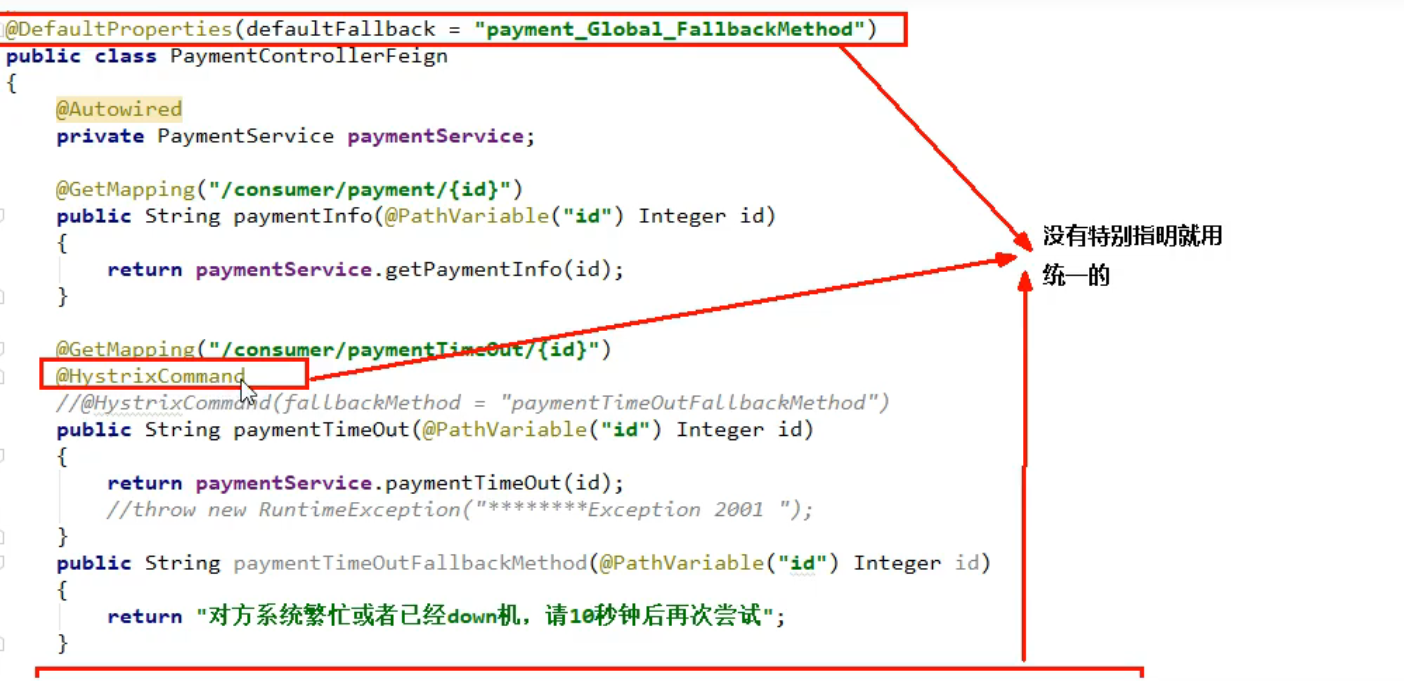 @DefaultProperties(defaultFallback = "payment_Global_FallbackMethod")
public class PaymentControllerFeign
{
@Autowired
private PaymentService paymentService;
@GetMapping("/consumer/payment/{id}")
public String paymentInfo(@PathVariable("id") Integer id)
{
return paymentService.getPaymentInfo(id);
}
没有特别指明就用
统一的
@GetMapping("/consumer/paymentTimeOut/{id}")
@HystrixCommand
//@HystrixCommand(fallbackMethod = "paymentTimeOutFallbackMethod")
public String paymentTimeOut(@PathVariable("id") Integer id)
{
return paymentService.paymentTimeOut(id);
//throw new RuntimeException("********Exception 2001 ");
}
public String paymentTimeOutFallbackMethod(@PathVariable("id") Integer id)
{
return "对方系统繁忙或者已经down机，请10秒钟后再次尝试";
}